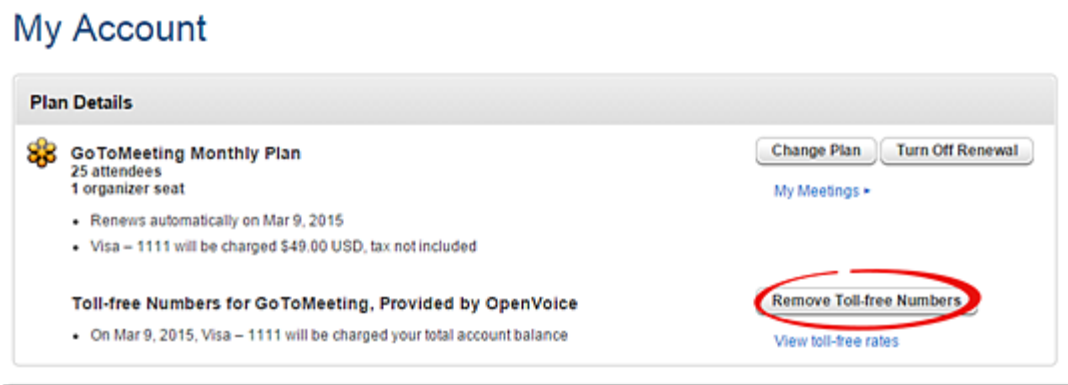 My Account
Plan Details
GoToMeeting Monthly Plan
Change Plan
Turn Off Renewal
25 attendees
1 organizer seat
My Meetings ▸
• Renews automatically on Mar 9, 2015
• Visa – 1111 will be charged $49.00 USD, tax not included
Toll-free Numbers for GoToMeeting, Provided by OpenVoice
Remove Toll-free Numbers
• On Mar 9, 2015, Visa – 1111 will be charged your total account balance
View toll-free rates